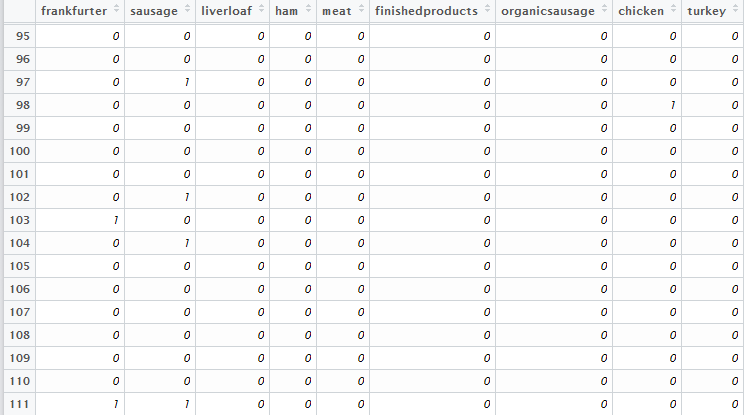 frankfurter sausage liverloaf ham meat finishedproducts organicsausage chicken turkey
95 0 0 0 0 0 0 0 0 0
96 0 0 0 0 0 0 0 0 0
97 0 1 0 0 0 0 0 0 0
98 0 0 0 0 0 0 0 1 0
99 0 0 0 0 0 0 0 0 0
100 0 0 0 0 0 0 0 0 0
101 0 0 0 0 0 0 0 0 0
102 0 1 0 0 0 0 0 0 0
103 1 0 0 0 0 0 0 0 0
104 0 1 0 0 0 0 0 0 0
105 0 0 0 0 0 0 0 0 0
106 0 0 0 0 0 0 0 0 0
107 0 0 0 0 0 0 0 0 0
108 0 0 0 0 0 0 0 0 0
109 0 0 0 0 0 0 0 0 0
110 0 0 0 0 0 0 0 0 0
111 1 1 0 0 0 0 0 0 0